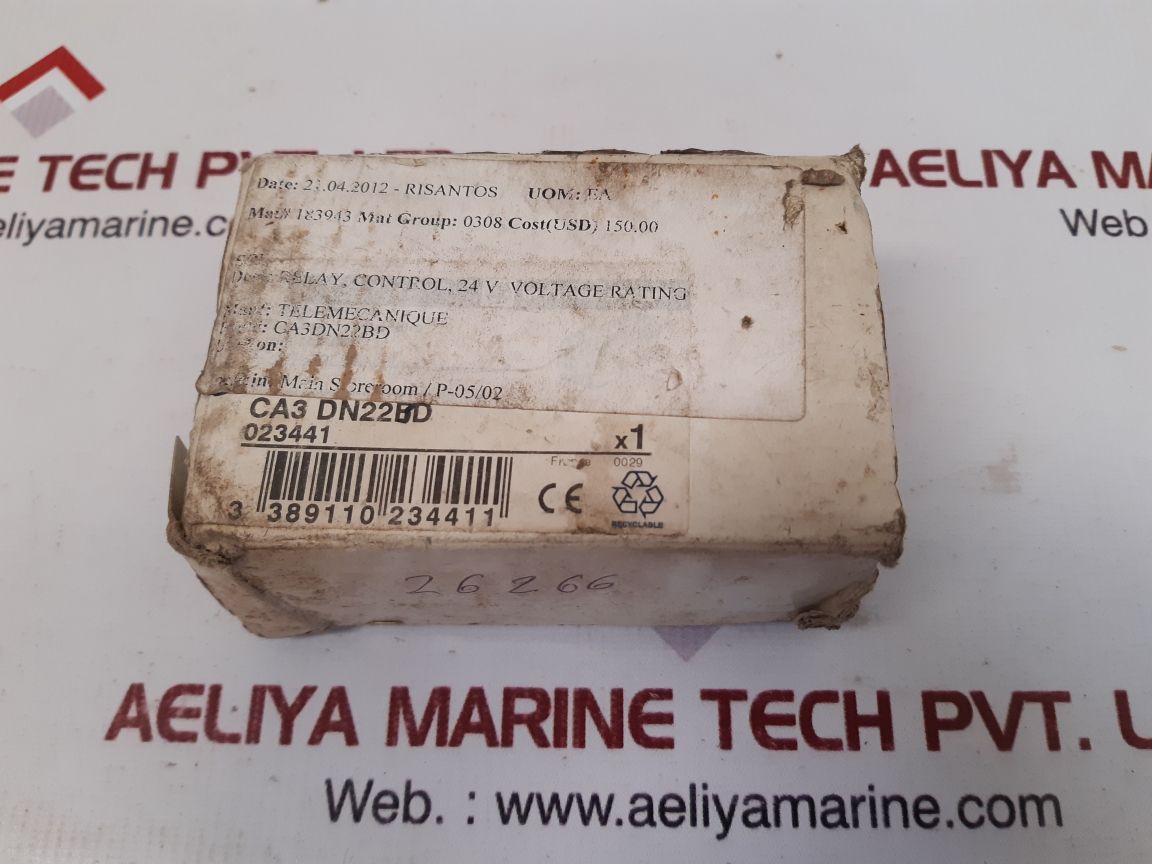 E TECH PVT. LTD
AELIYA MARIN
eliyamarine.c
Web.
Date: 2 .04.2012 - RISANTOS UOM: EA
Mat# 183943 Mat Group: 0308 Cost(USD) 150.00
RELAY, CONTROL, 24 V VOLTAGE RATING
TELEMECANIQUE
CA3DN22BD
Main Storeroom / P-05/02
CA3 DN22BD
023441
x1
France 0029
CE
RECYCLABLE
3 389110 234411
26266
AELIYA MARINE TECH PVT. L
Web. : www.aeliyamarine.com